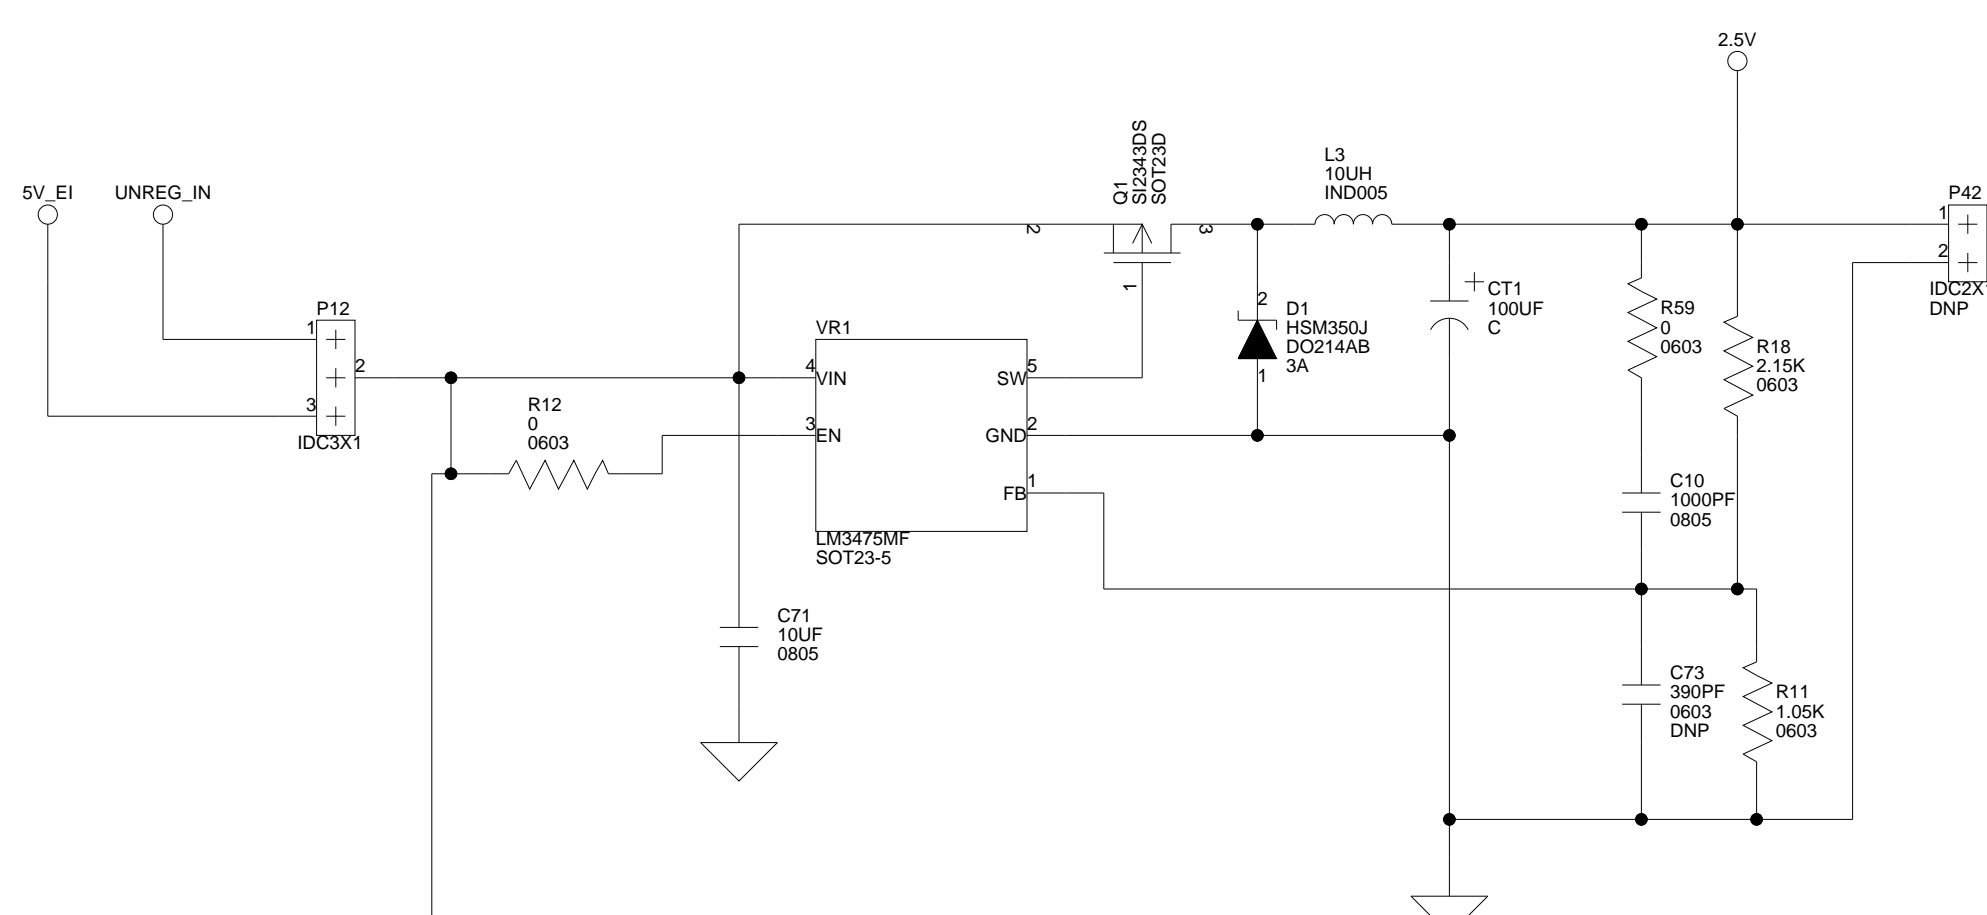 2.5V
5V_EI
UNREG_IN
Q1
SI2343DS
SOT23D
2
3
1
L3
10UH
IND005
P42
1
2
IDC2X1
DNP
P12
1
2
3
IDC3X1
R12
0
0603
VR1
4
VIN
3
EN
SW
5
GND
2
FB
1
LM3475MF
SOT23-5
2
D1
HSM350J
DO214AB
3A
1
CT1
100UF
C
R59
0
0603
R18
2.15K
0603
C10
1000PF
0805
C71
10UF
0805
C73
390PF
0603
DNP
R11
1.05K
0603